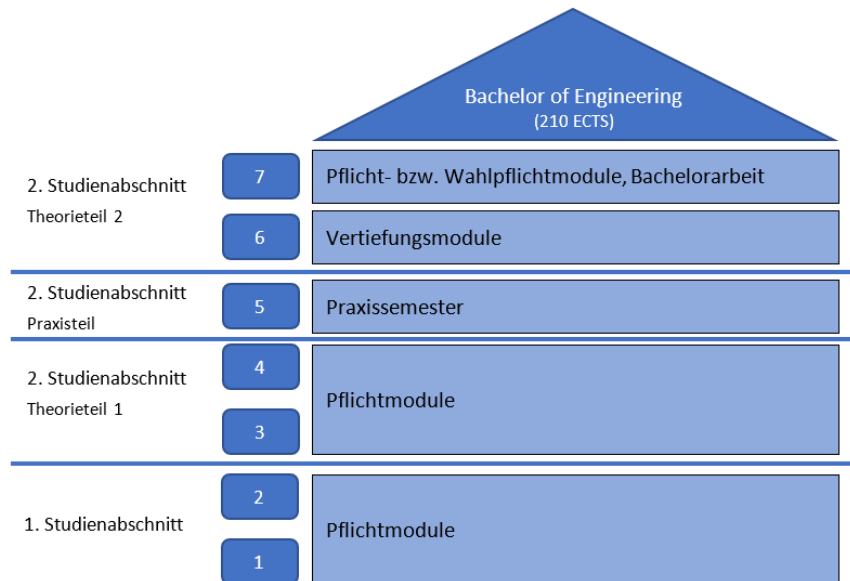 Bachelor of Engineering
(210 ECTS)
2. Studienabschnitt
Theorieteil 2
7
Pflicht- bzw. Wahlpflichtmodule, Bachelorarbeit
6
Vertiefungsmodule
2. Studienabschnitt
Praxisteil
5
Praxissemester
2. Studienabschnitt
Theorieteil 1
4
3
Pflichtmodule
1. Studienabschnitt
2
1
Pflichtmodule